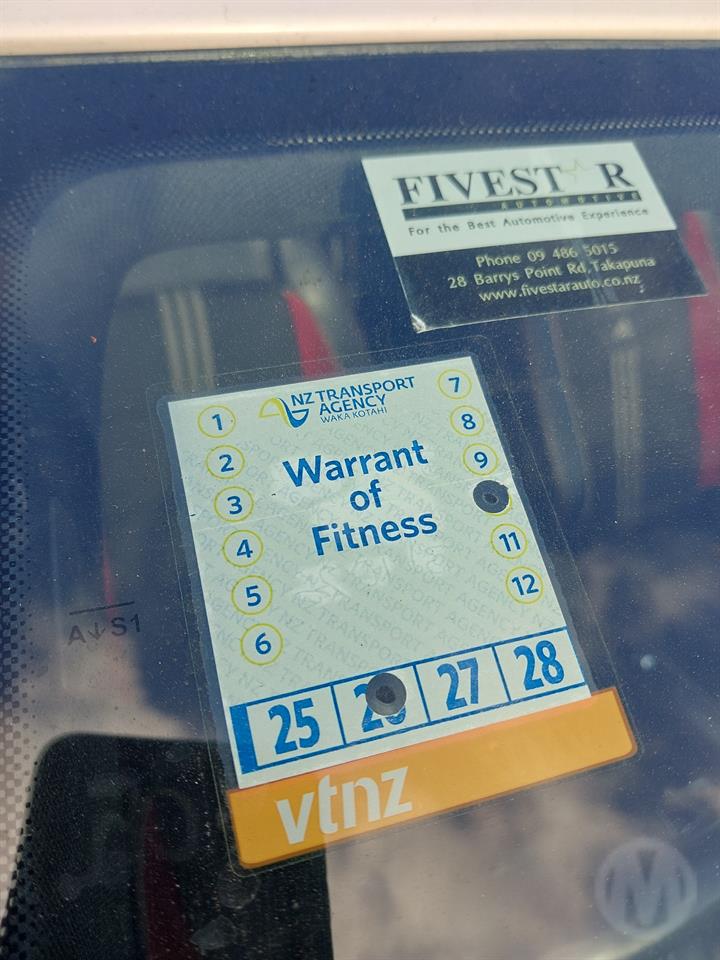 FIVEST R
AUTOMOTIVE
For the Best Automotive Experience
Phone 09 486 5015
28 Barrys Point Rd, Takapuna
www.fivestarauto.co.nz
NZ TRANSPORT
AGENCY
WAKA KOTAHI
1
2
3
4
5
6
7
8
9
11
12
Warrant
of
Fitness
25 26 27 28
vtnz
A↓S1
M